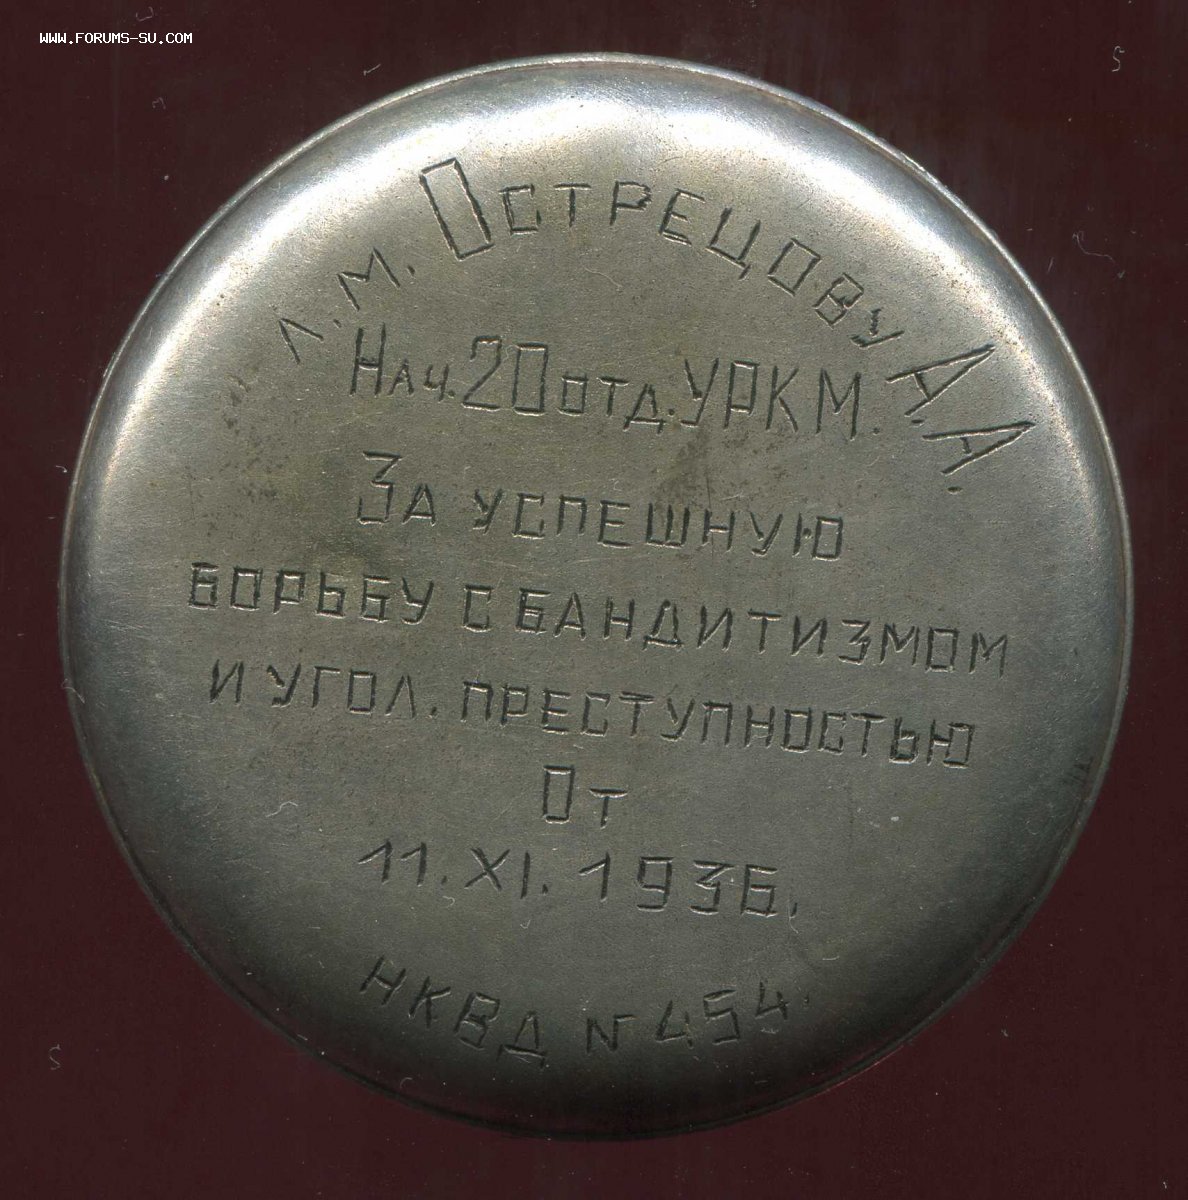 WWW.FORUMS-SU.COM
Л.М. ОСТРЕЦОВУ А.А.
НАЧ. 20 ОТД. УРКМ.
ЗА УСПЕШНУЮ
БОРЬБУ С БАНДИТИЗМОМ
И УГОЛ. ПРЕСТУПНОСТЬЮ
ОТ
11.XI.1936.
НКВД N 454.